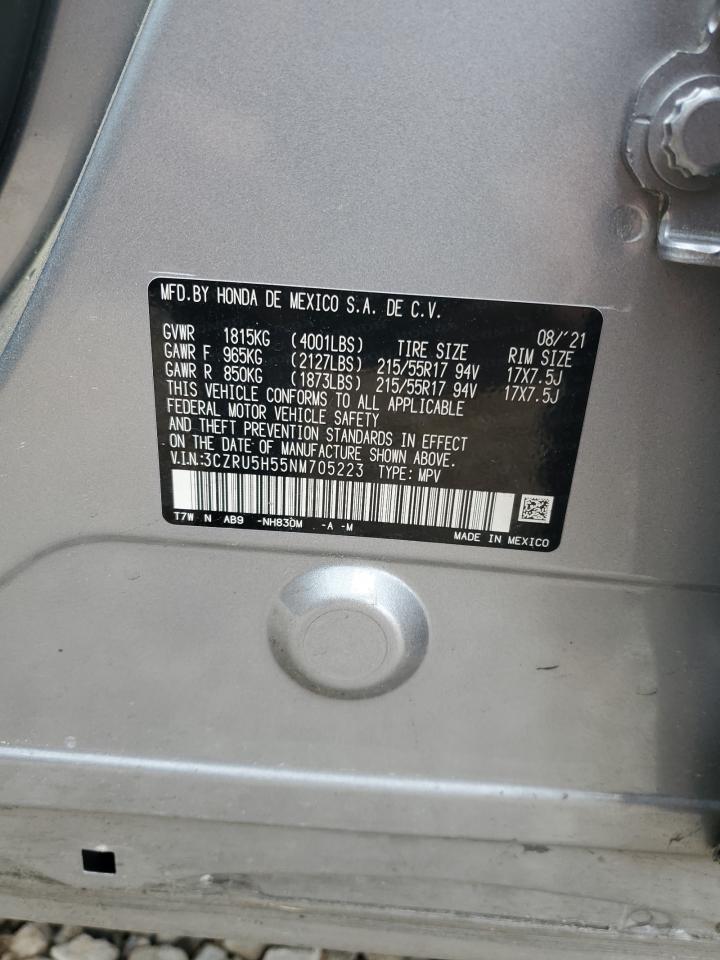 MFD.BY HONDA DE MEXICO S.A. DE C.V.
08/'21
GVWR 1815KG (4001LBS) TIRE SIZE RIM SIZE
GAWR F 965KG (2127LBS) 215/55R17 94V 17X7.5J
GAWR R 850KG (1873LBS) 215/55R17 94V 17X7.5J
THIS VEHICLE CONFORMS TO ALL APPLICABLE
FEDERAL MOTOR VEHICLE SAFETY
AND THEFT PREVENTION STANDARDS IN EFFECT
ON THE DATE OF MANUFACTURE SHOWN ABOVE.
V.I.N:3CZRU5H55NM705223 TYPE: MPV
T7W N AB9 -NH830M -A -M
MADE IN MEXICO